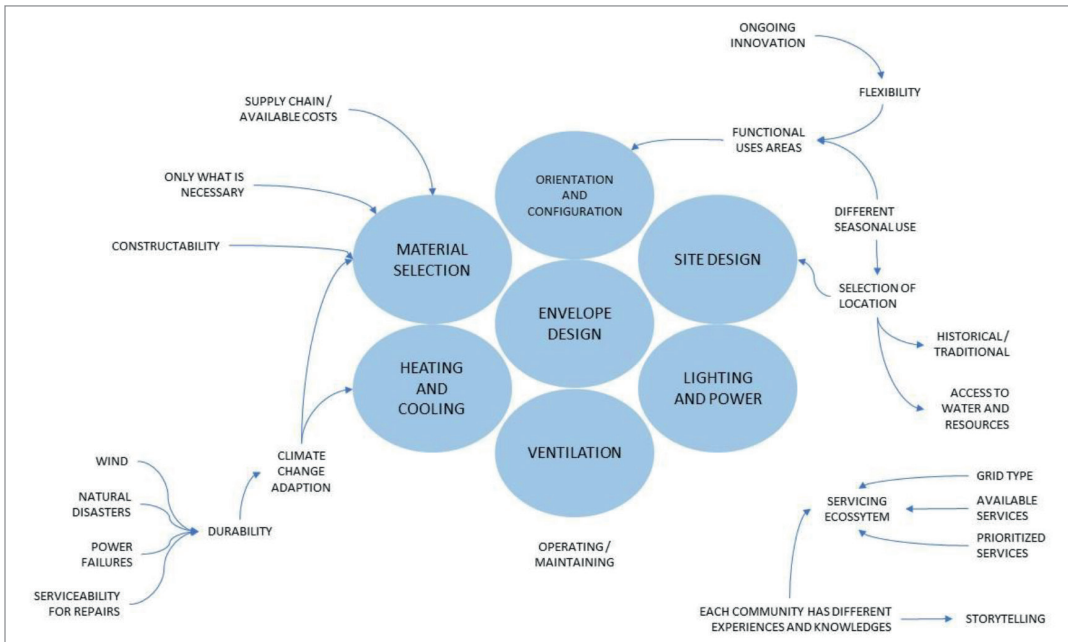 ONGOING
INNOVATION
FLEXIBILITY
SUPPLY CHAIN /
AVAILABLE COSTS
FUNCTIONAL
USES AREAS
ONLY WHAT IS
NECESSARY
ORIENTATION
AND
CONFIGURATION
CONSTRUCTABILITY
MATERIAL
SELECTION
SITE DESIGN
DIFFERENT
SEASONAL USE
SELECTION OF
LOCATION
ENVELOPE
DESIGN
HISTORICAL /
TRADITIONAL
HEATING
AND
COOLING
LIGHTING
AND POWER
ACCESS TO
WATER AND
RESOURCES
VENTILATION
CLIMATE
CHANGE
ADAPTION
WIND
NATURAL
DISASTERS
DURABILITY
POWER
FAILURES
SERVICEABILITY
FOR REPAIRS
OPERATING /
MAINTAINING
GRID TYPE
SERVICING
ECOSSYTEM
AVAILABLE
SERVICES
PRIORITIZED
SERVICES
EACH COMMUNITY HAS DIFFERENT
EXPERIENCES AND KNOWLEDGES
STORYTELLING